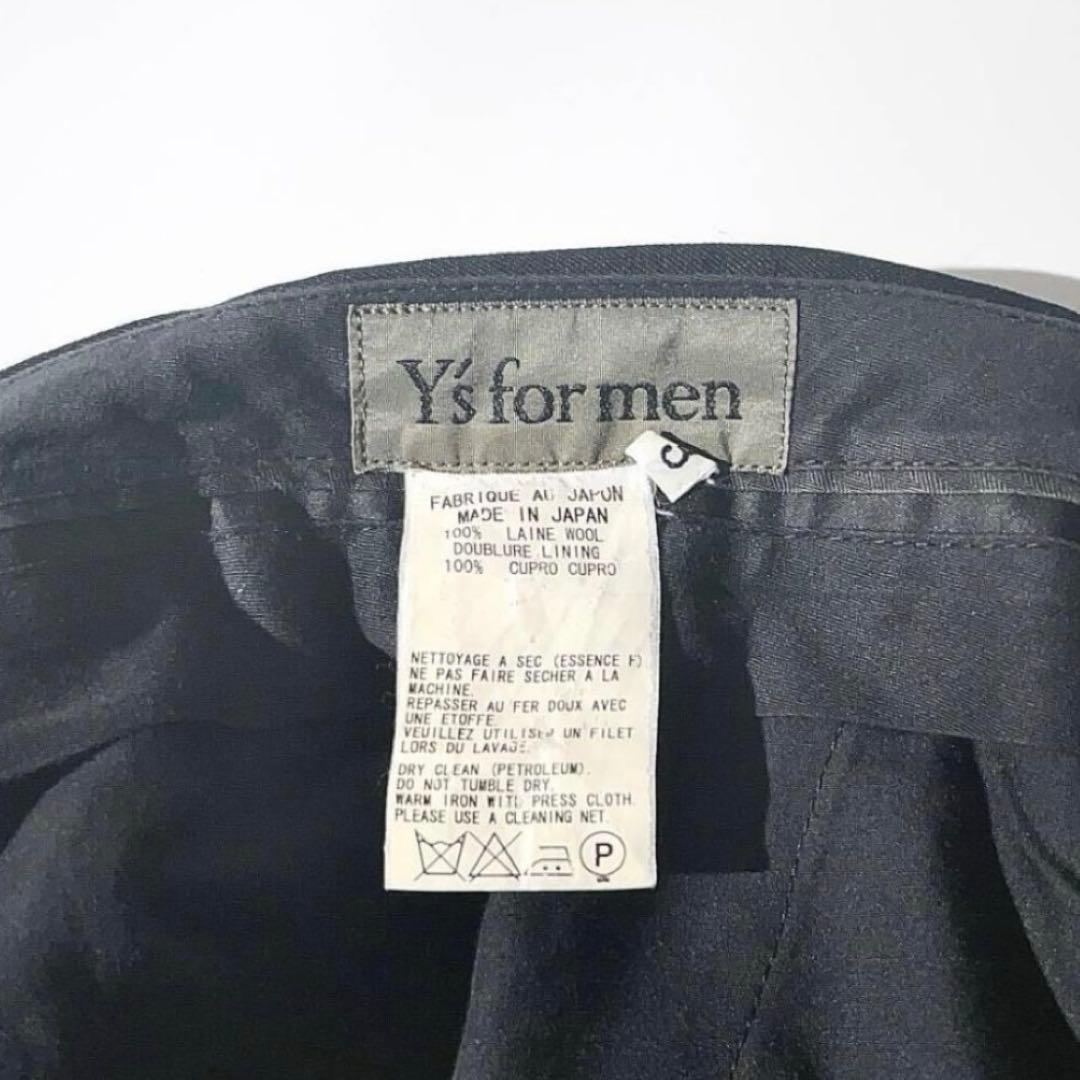 Y's for men
FABRIQUE AU JAPON
MADE IN JAPAN
100% LAINE WOOL
DOUBLURE LINING
100% CUPRO CUPRO
NETTOYAGE A SEC (ESSENCE F)
NE PAS FAIRE SECHER A LA
MACHINE.
REPASSER AU FER DOUX AVEC
UNE ETOFFE.
VEUILLEZ UTILISER UN FILET
LORS DU LAVAGE.
DRY CLEAN (PETROLEUM).
DO NOT TUMBLE DRY.
WARM IRON WITH PRESS CLOTH.
PLEASE USE A CLEANING NET.
P